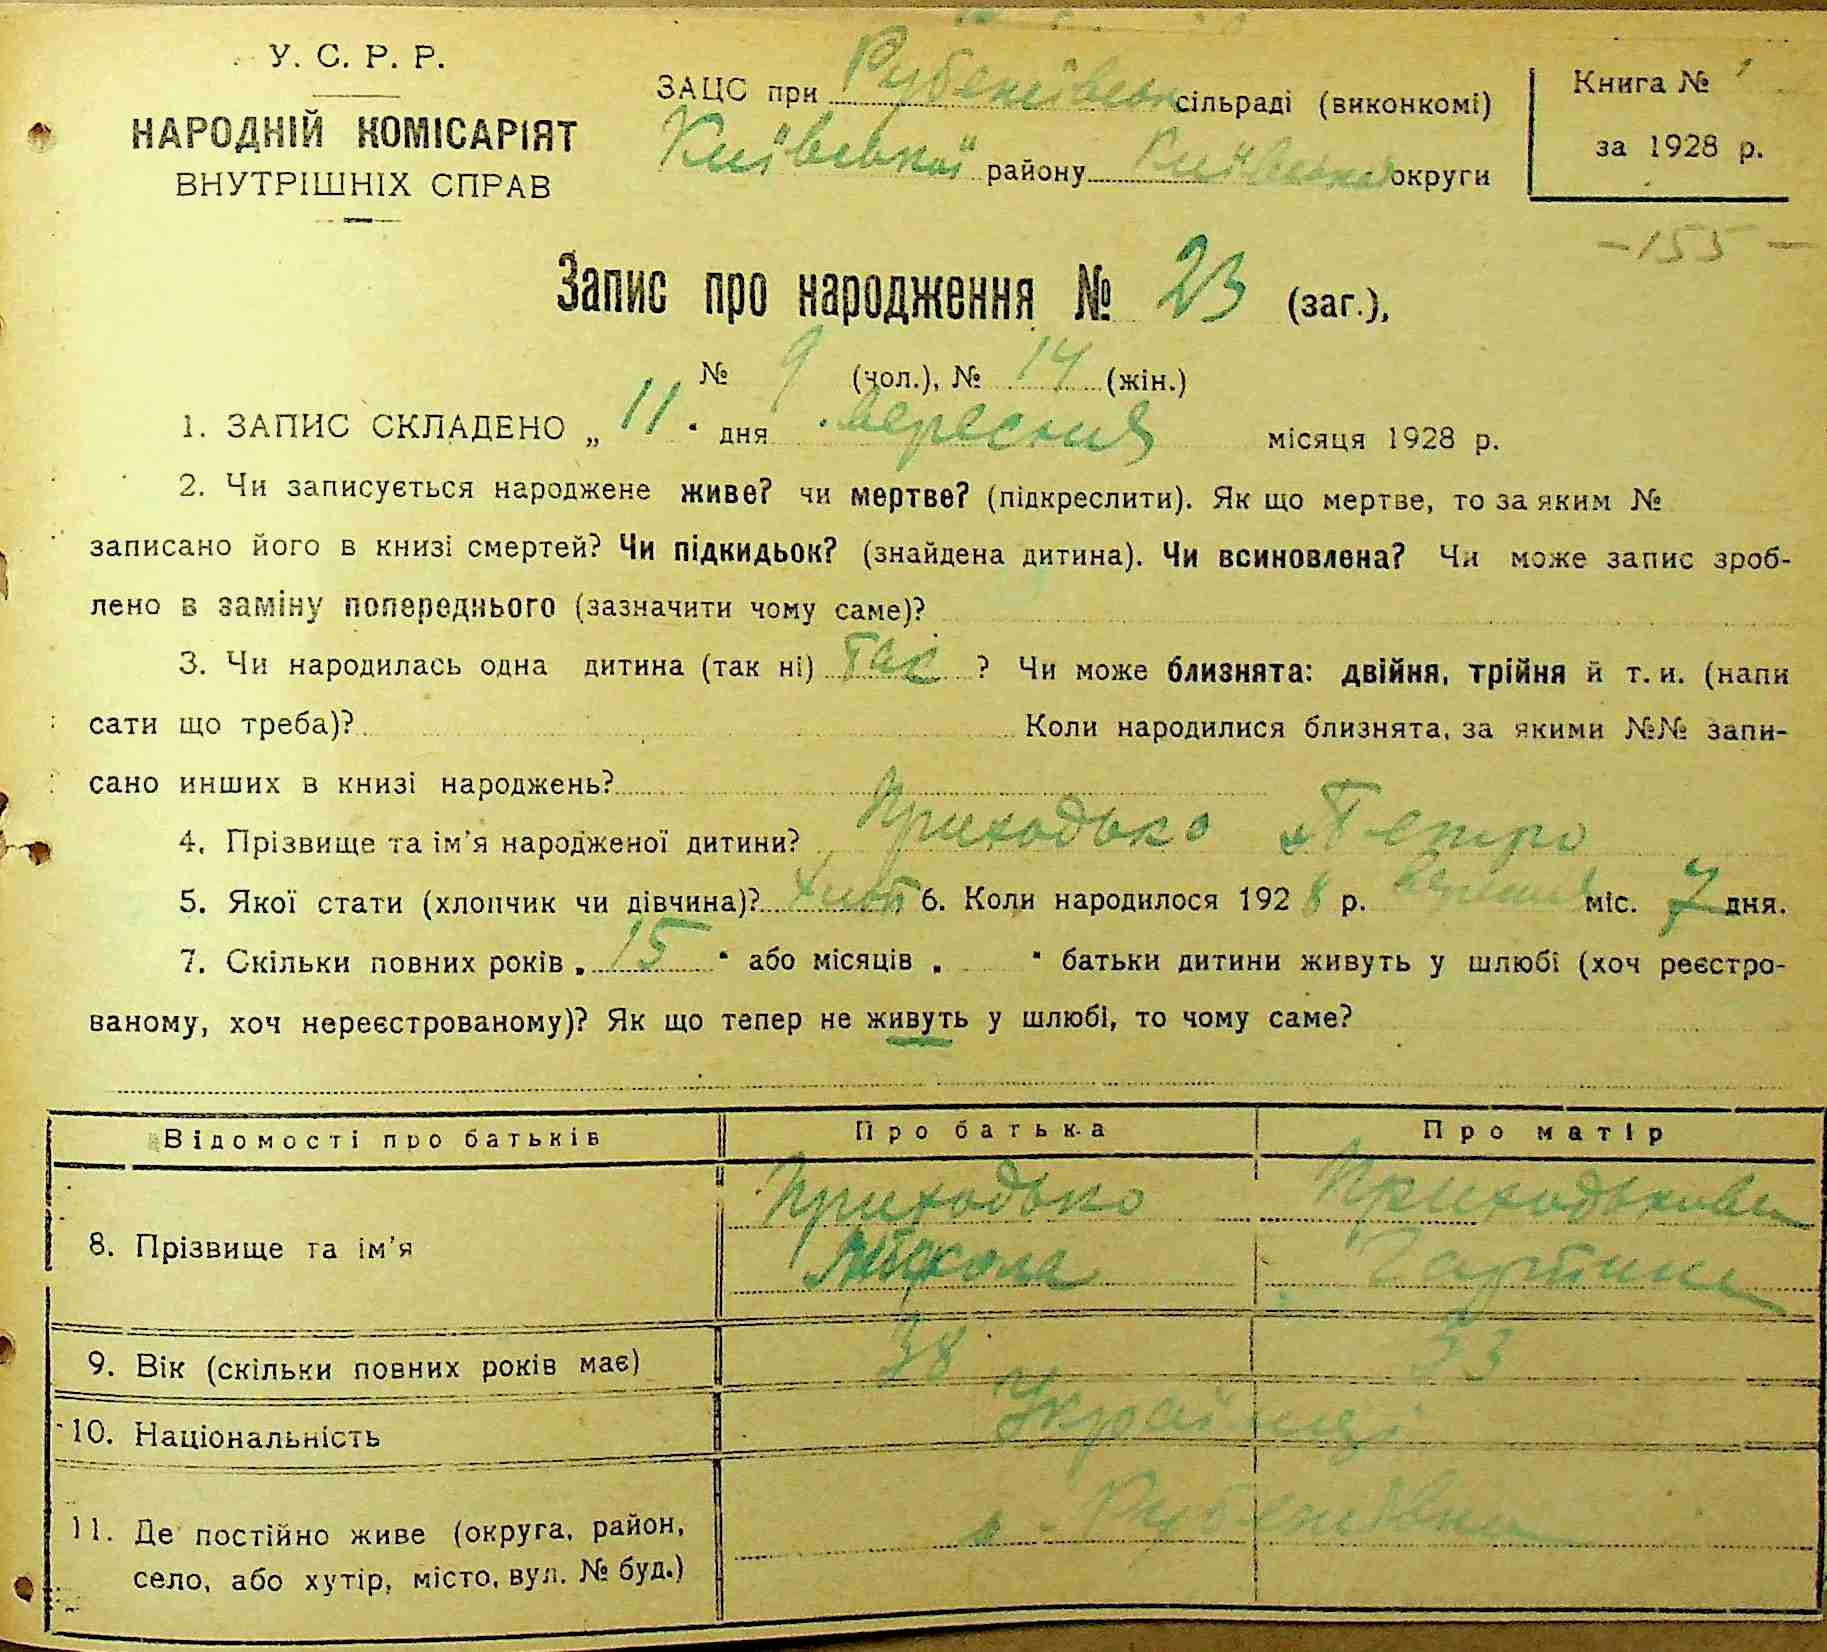 У. С. Р. Р.
НАРОДНІЙ КОМІСАРІЯТ
ВНУТРІШНІХ СПРАВ
ЗАЦС при сільраді (виконкомі)
Київської району Київської округи
Книга № 1
за 1928 р.
— 155 —
Запис про народження № 23 (заг.),
№ 9 (чол.), № 14 (жін.)
1. ЗАПИС СКЛАДЕНО „ 11 " дня вересния місяця 1928 р.
2. Чи записується народжене живе? чи мертве? (підкреслити). Як що мертве, то за яким №
записано його в книзі смертей? Чи підкидьок? (знайдена дитина). Чи всиновлена? Чи може запис зроб-
лено в заміну попереднього (зазначити чому саме)?
3. Чи народилась одна дитина (так ні) так ? Чи може близнята: двійня, трійня й т. и. (напи
сати що треба)? Коли народилися близнята, за якими №№ запи-
сано инших в книзі народжень?
4. Прізвище та ім'я народженої дитини? Приходько Петро
5. Якої стати (хлопчик чи дівчина)? 6. Коли народилося 1928 р. міс. 7 дня.
7. Скільки повних років „ 15 " або місяців „ " батьки дитини живуть у шлюбі (хоч реєстро-
ваному, хоч нереєстрованому)? Як що тепер не живуть у шлюбі, то чому саме?
Відомості про батьків Про батька Про матір
8. Прізвище та ім'я Приходько Приходькова
Микола
9. Вік (скільки повних років має) 38 33
10. Національність Українці
11. Де постійно живе (округа, район,
село, або хутір, місто, вул. № буд.)